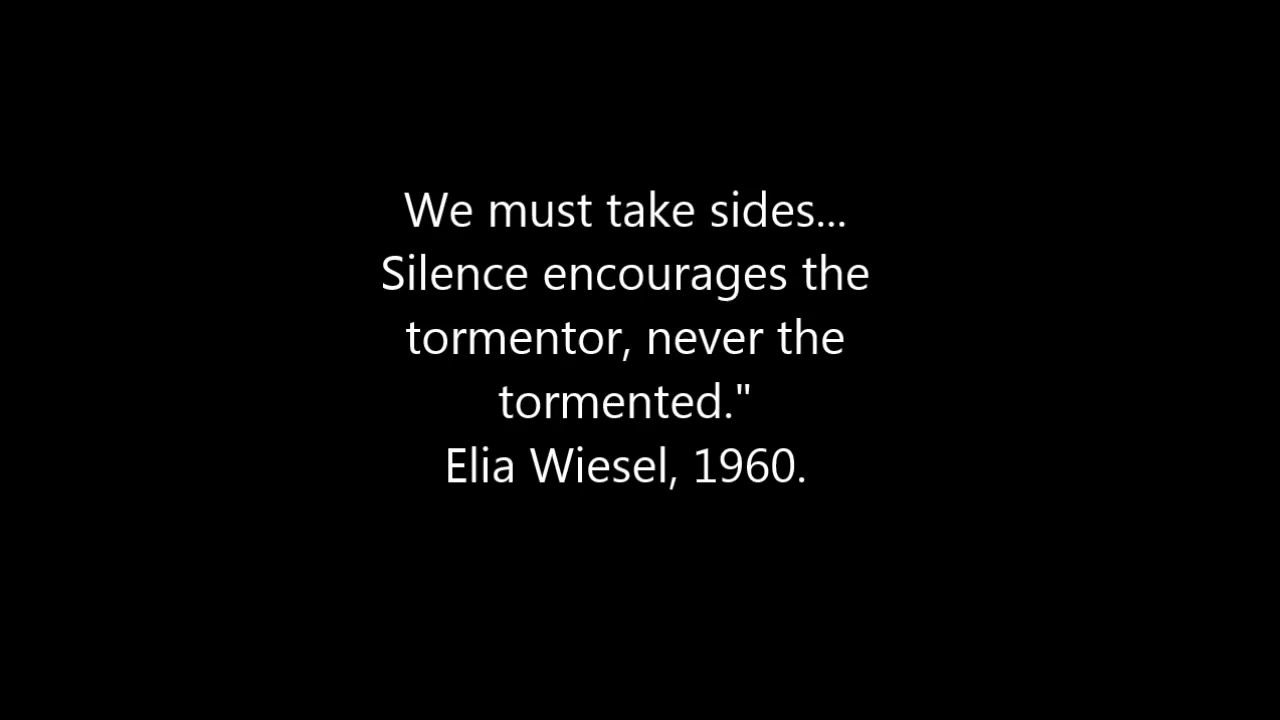 We must take sides...
Silence encourages the
tormentor, never the
tormented."
Elia Wiesel, 1960.